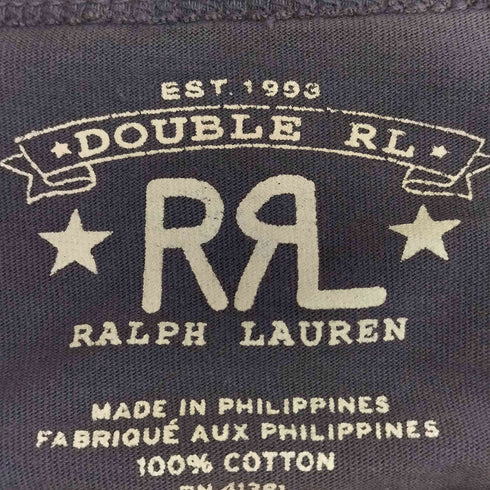 EST. 1993
DOUBLE RL
RRL
RALPH LAUREN
MADE IN PHILIPPINES
FABRIQUÉ AUX PHILIPPINES
100% COTTON